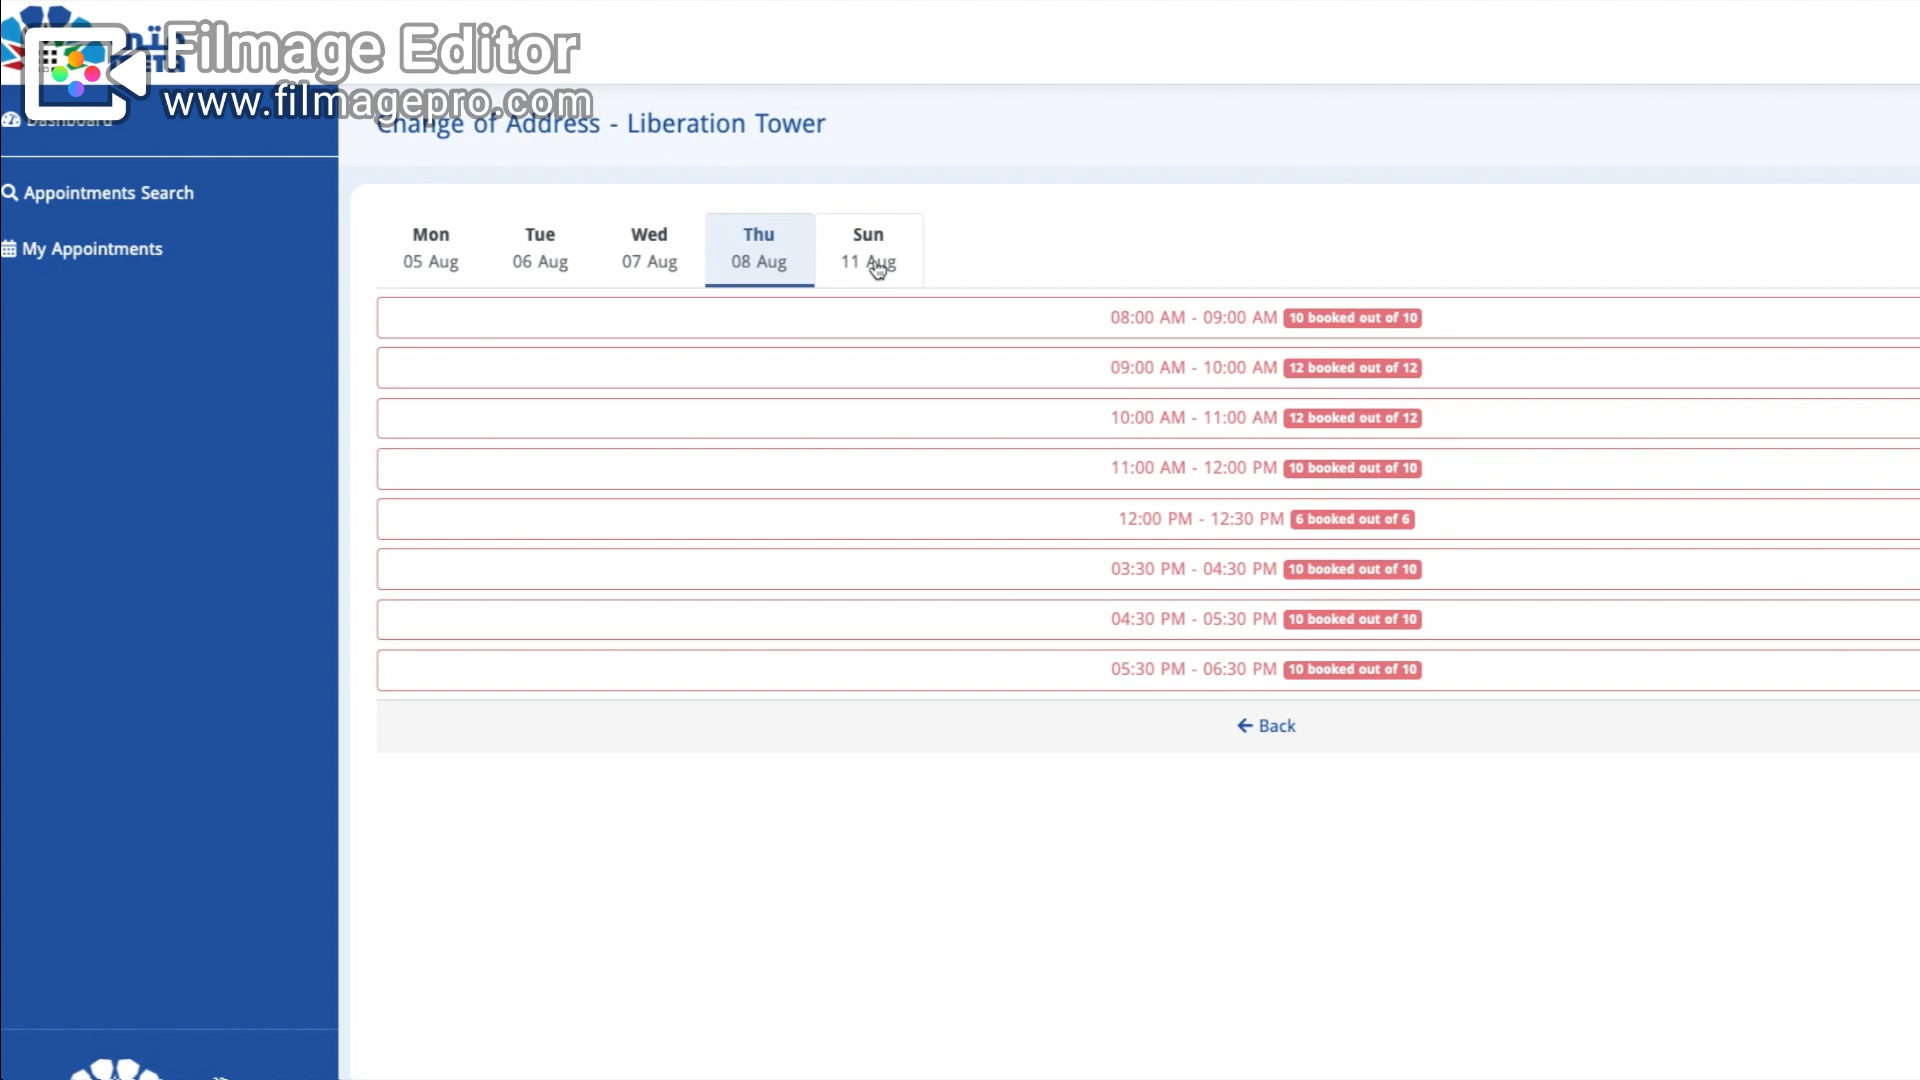 Filmage Editor
www.filmagepro.com
Dashboard
Change of Address - Liberation Tower
Appointments Search
My Appointments
Mon
05 Aug
Tue
06 Aug
Wed
07 Aug
Thu
08 Aug
Sun
11 Aug
08:00 AM - 09:00 AM 10 booked out of 10
09:00 AM - 10:00 AM 12 booked out of 12
10:00 AM - 11:00 AM 12 booked out of 12
11:00 AM - 12:00 PM 10 booked out of 10
12:00 PM - 12:30 PM 6 booked out of 6
03:30 PM - 04:30 PM 10 booked out of 10
04:30 PM - 05:30 PM 10 booked out of 10
05:30 PM - 06:30 PM 10 booked out of 10
Back